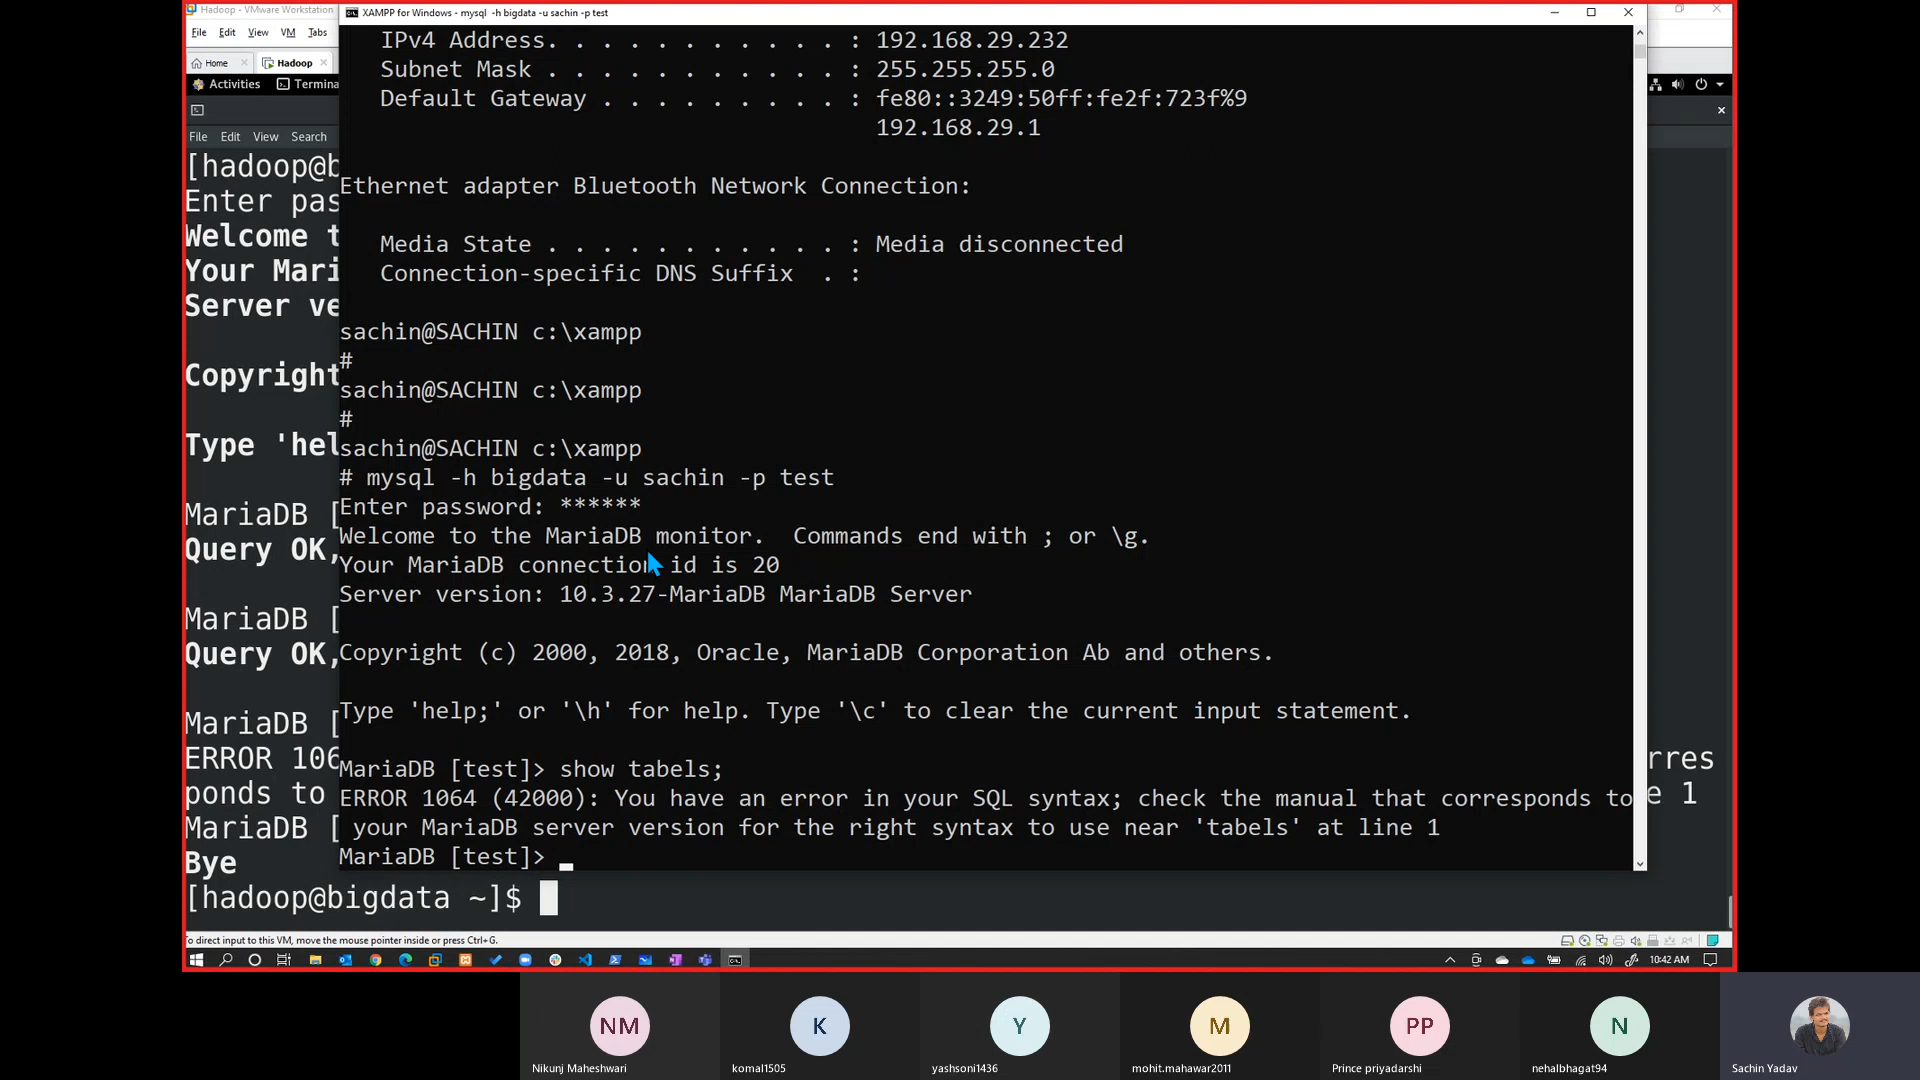 Hadoop - VMware Workstation
XAMPP for Windows - mysql -h bigdata -u sachin -p test
File Edit View VM Tabs
Home Hadoop
Activities Termina
File Edit View Search
[hadoop@b
Enter pas
Welcome t
Your Mari
Server ve
Copyright
Type 'hel
MariaDB [
Query OK,
MariaDB [
Query OK,
MariaDB [
ERROR 106
rres
ponds to
e 1
MariaDB [
Bye
[hadoop@bigdata ~]$
IPv4 Address. . . . . . . . . . . : 192.168.29.232
Subnet Mask . . . . . . . . . . . : 255.255.255.0
Default Gateway . . . . . . . . . : fe80::3249:50ff:fe2f:723f%9
192.168.29.1
Ethernet adapter Bluetooth Network Connection:
Media State . . . . . . . . . . . : Media disconnected
Connection-specific DNS Suffix . :
sachin@SACHIN c:\xampp
#
sachin@SACHIN c:\xampp
#
sachin@SACHIN c:\xampp
# mysql -h bigdata -u sachin -p test
Enter password: ******
Welcome to the MariaDB monitor. Commands end with ; or \g.
Your MariaDB connection id is 20
Server version: 10.3.27-MariaDB MariaDB Server
Copyright (c) 2000, 2018, Oracle, MariaDB Corporation Ab and others.
Type 'help;' or '\h' for help. Type '\c' to clear the current input statement.
MariaDB [test]> show tabels;
ERROR 1064 (42000): You have an error in your SQL syntax; check the manual that corresponds to
your MariaDB server version for the right syntax to use near 'tabels' at line 1
MariaDB [test]>
To direct input to this VM, move the mouse pointer inside or press Ctrl+G.
10:42 AM
NM K Y M PP N
Nikunj Maheshwari komal1505 yashsoni1436 mohit.mahawar2011 Prince priyadarshi nehalbhagat94 Sachin Yadav